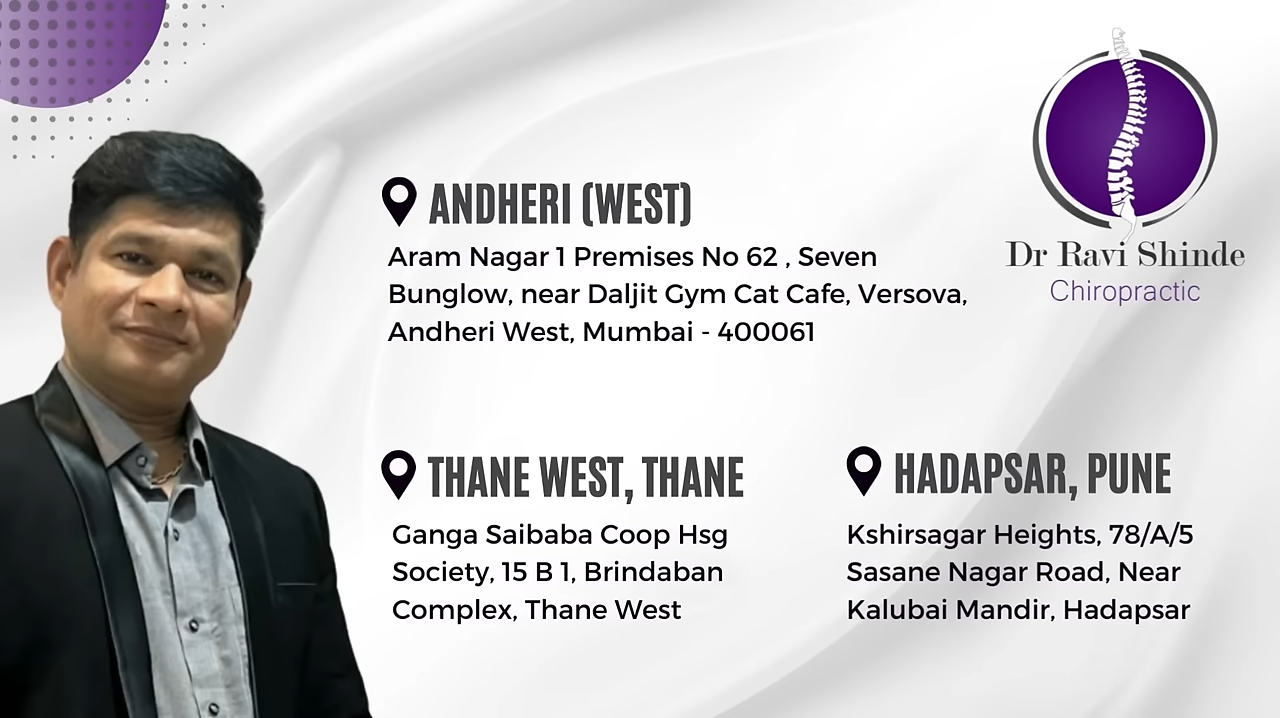 Dr Ravi Shinde
Chiropractic
ANDHERI (WEST)
Aram Nagar 1 Premises No 62 , Seven
Bunglow, near Daljit Gym Cat Cafe, Versova,
Andheri West, Mumbai - 400061
THANE WEST, THANE
Ganga Saibaba Coop Hsg
Society, 15 B 1, Brindaban
Complex, Thane West
HADAPSAR, PUNE
Kshirsagar Heights, 78/A/5
Sasane Nagar Road, Near
Kalubai Mandir, Hadapsar